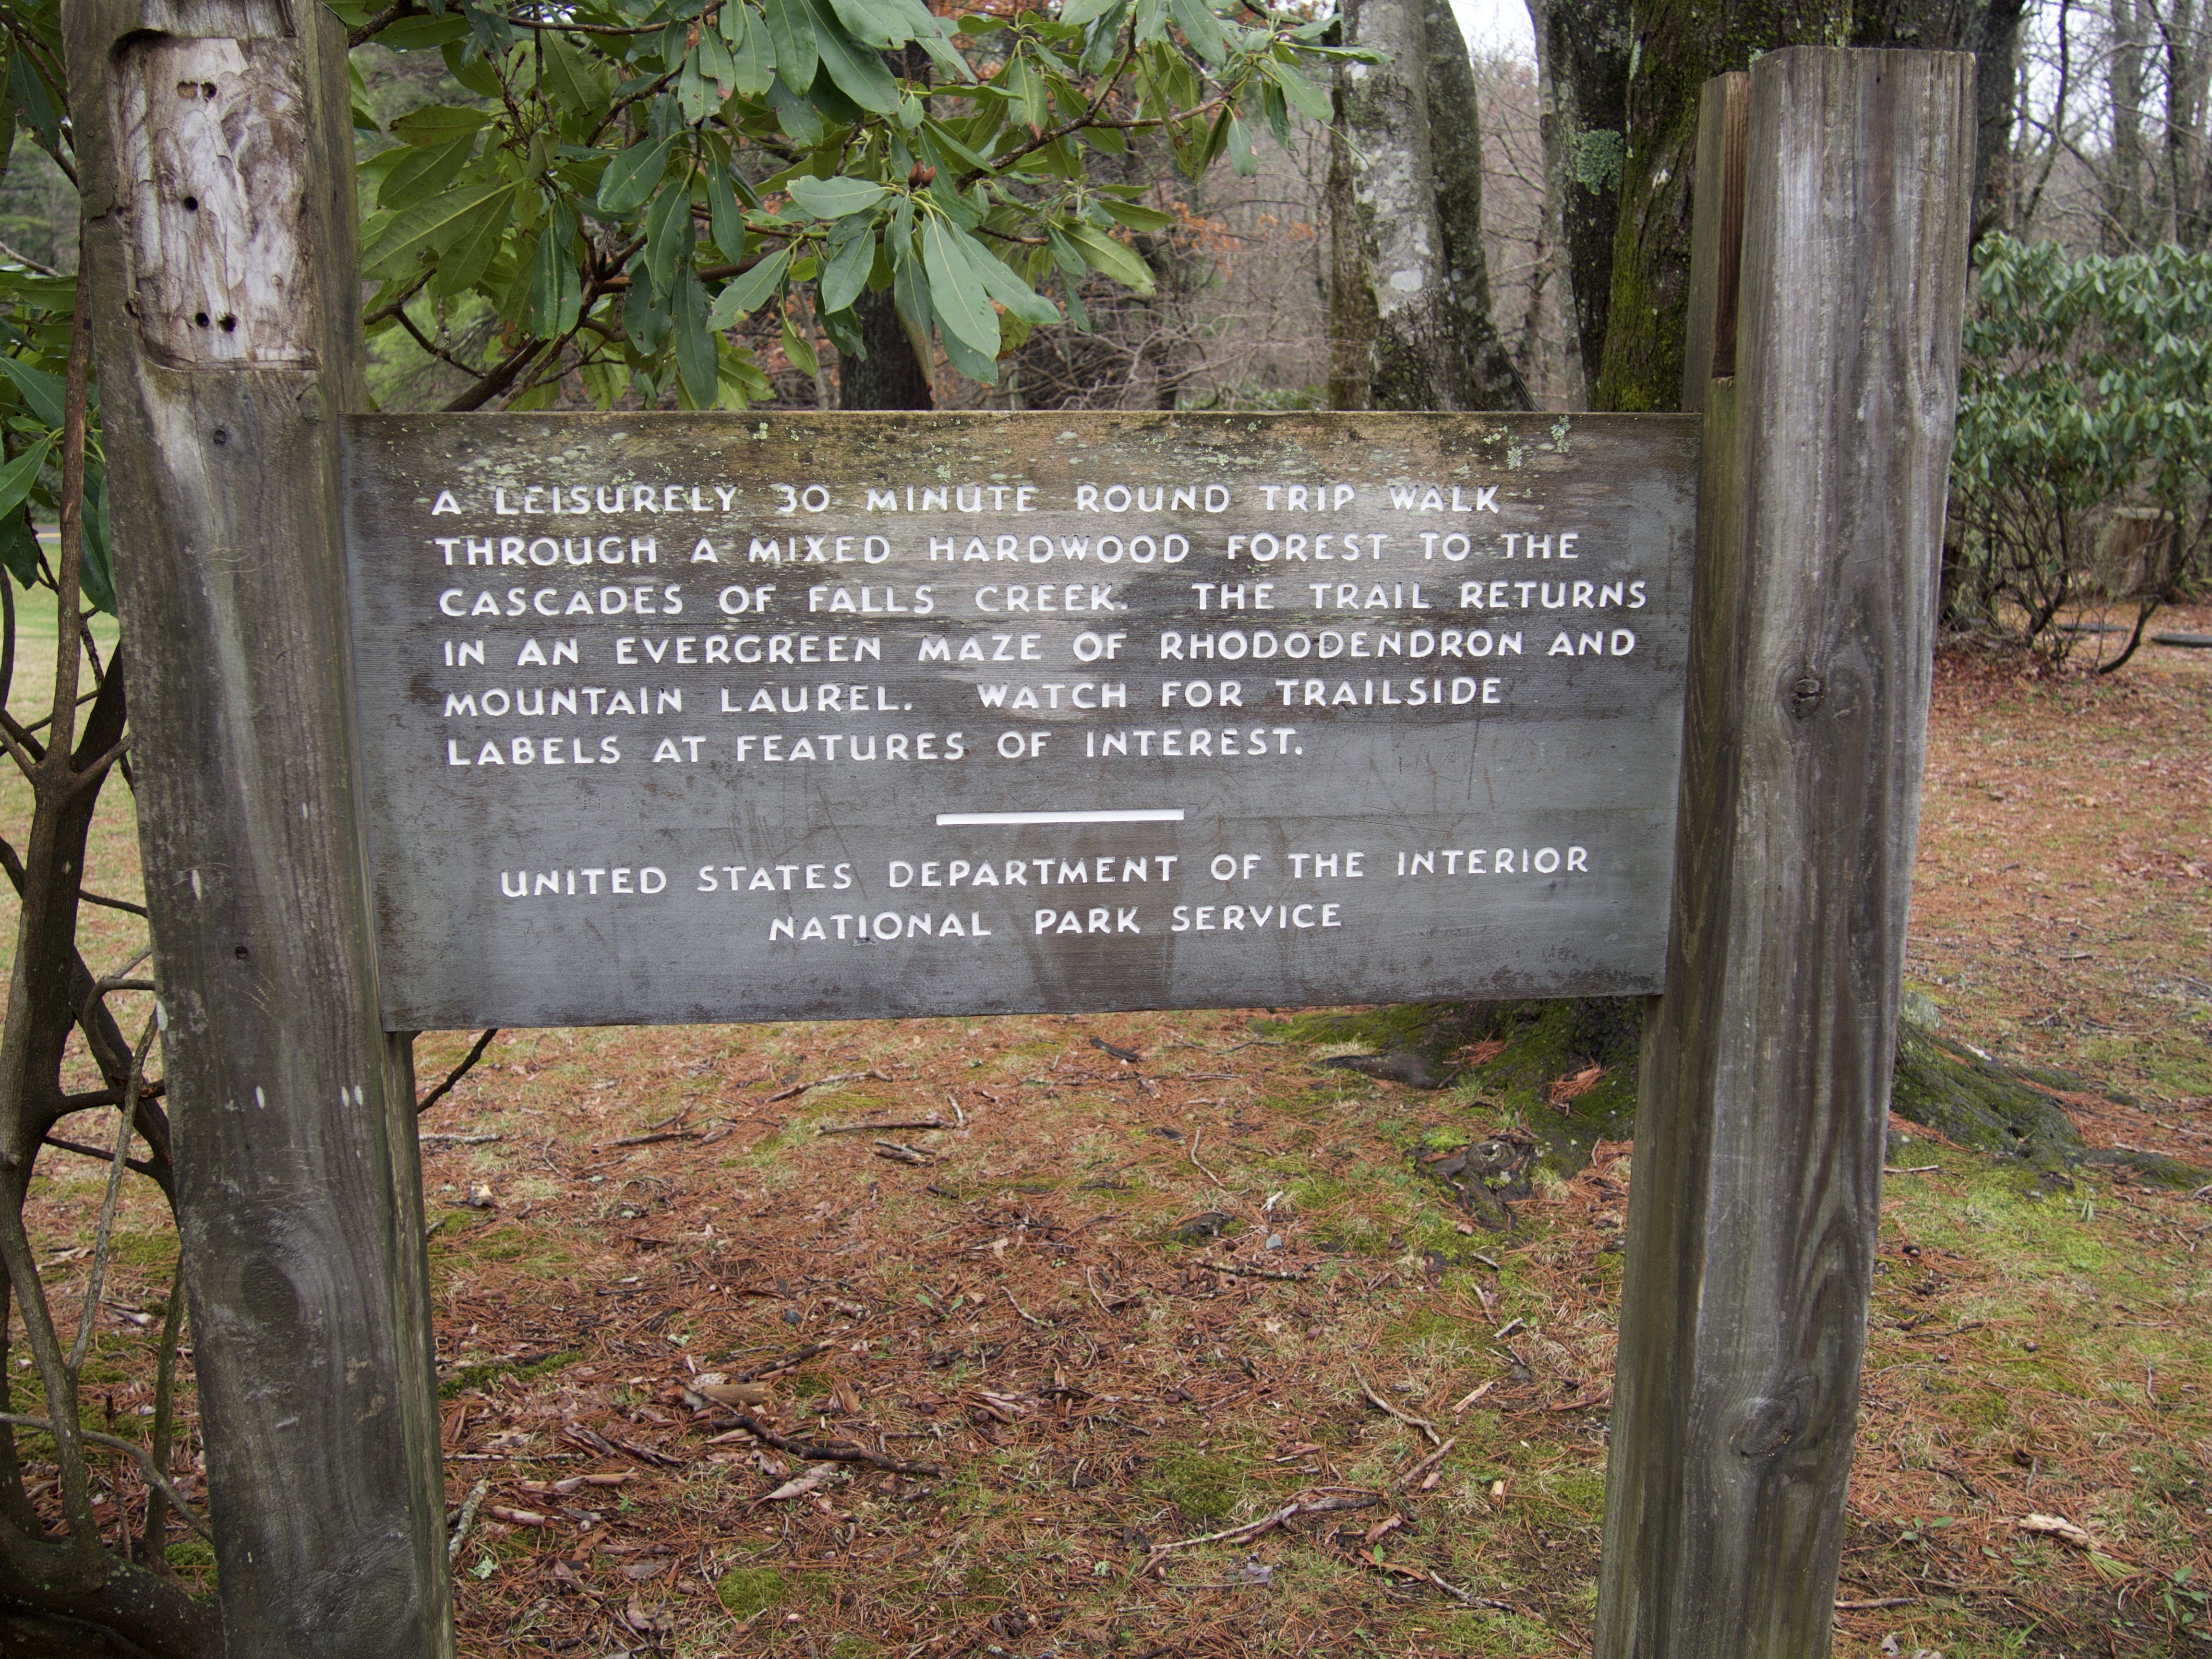 A LEISURELY 30 MINUTE ROUND TRIP WALK
THROUGH A MIXED HARDWOOD FOREST TO THE
CASCADES OF FALLS CREEK. THE TRAIL RETURNS
IN AN EVERGREEN MAZE OF RHODODENDRON AND
MOUNTAIN LAUREL. WATCH FOR TRAILSIDE
LABELS AT FEATURES OF INTEREST.
UNITED STATES DEPARTMENT OF THE INTERIOR
NATIONAL PARK SERVICE